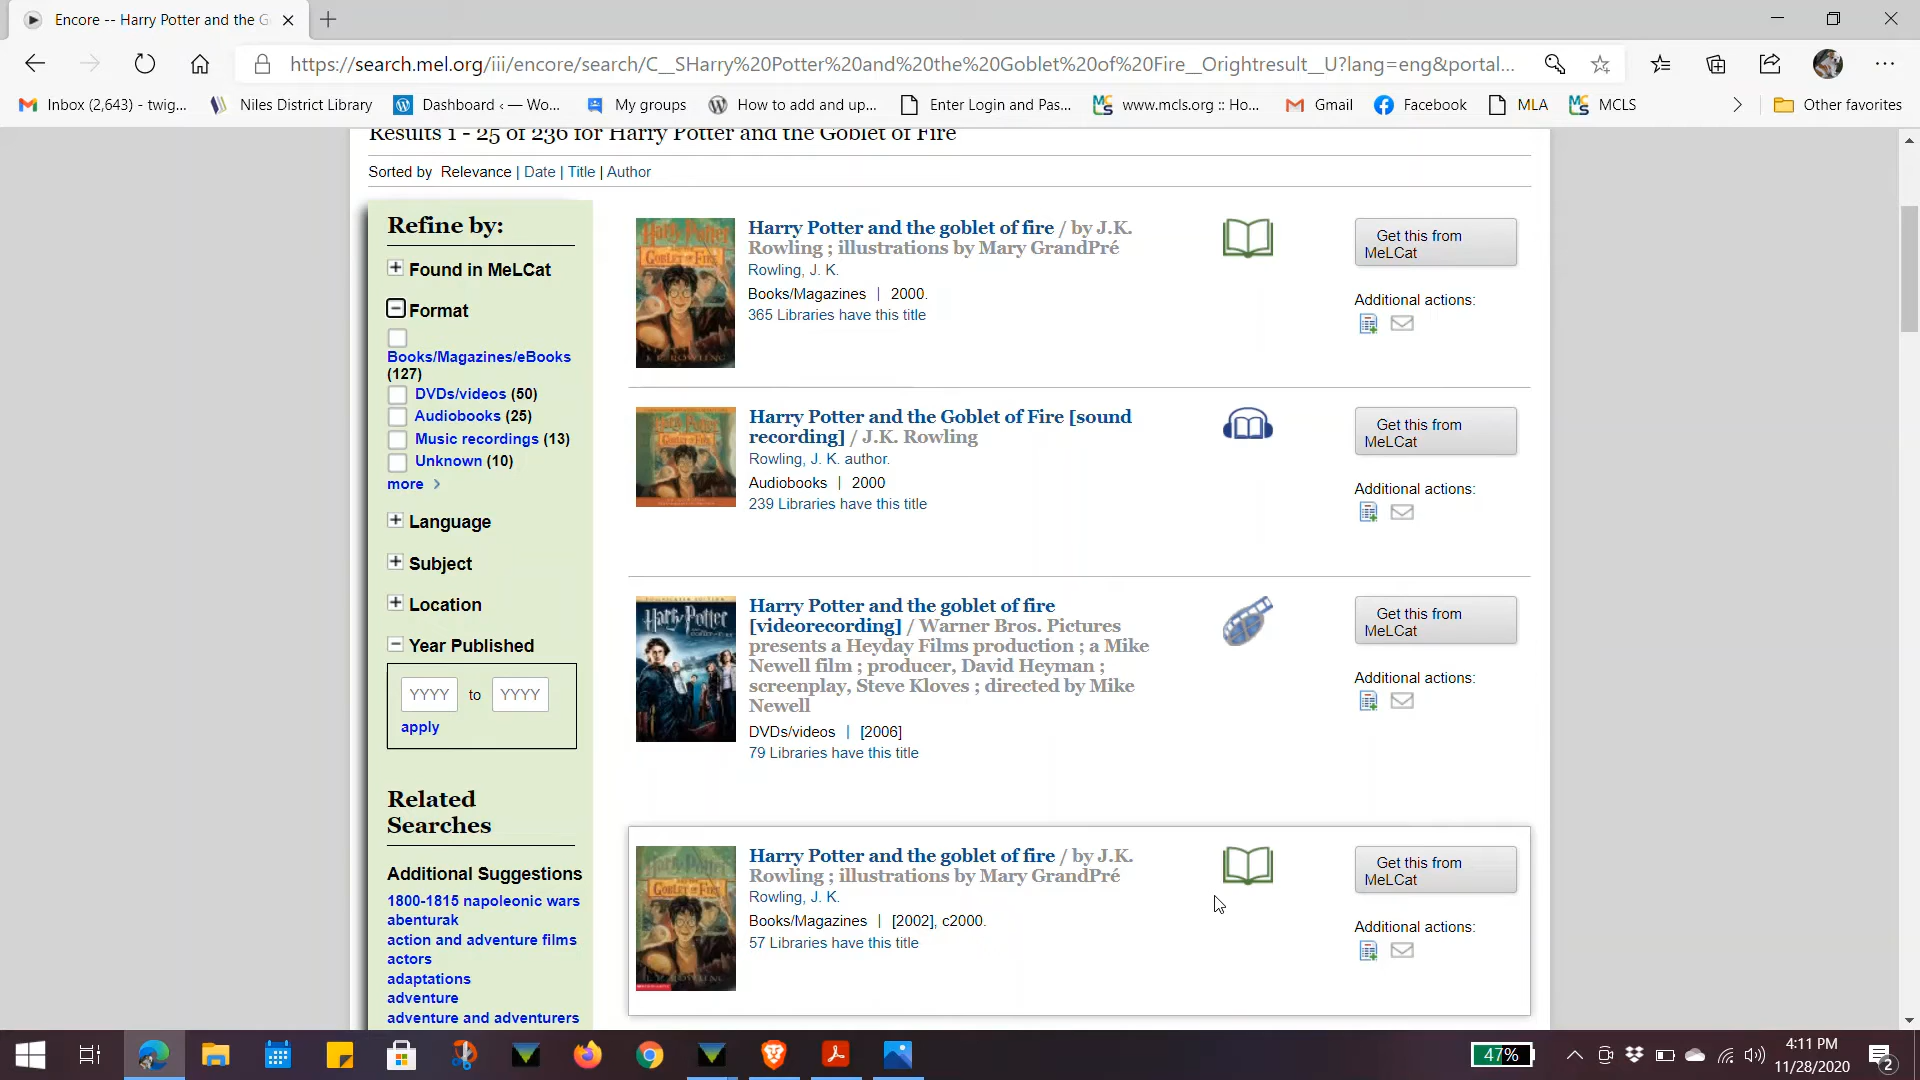 Encore -- Harry Potter and the G
https://search.mel.org/iii/encore/search/C__SHarry%20Potter%20and%20the%20Goblet%20of%20Fire__Orightresult__U?lang=eng&portal...
Inbox (2,643) - twig...
Niles District Library
Dashboard ‹ — Wo...
My groups
How to add and up...
Enter Login and Pas...
www.mcls.org :: Ho...
Gmail
Facebook
MLA
MCLS
Other favorites
Results 1 - 25 of 236 for Harry Potter and the Goblet of Fire
Sorted by Relevance | Date | Title | Author
Refine by:
Found in MeLCat
Format
Books/Magazines/eBooks
(127)
DVDs/videos (50)
Audiobooks (25)
Music recordings (13)
Unknown (10)
more
Language
Subject
Location
Year Published
YYYY to YYYY
apply
Related
Searches
Additional Suggestions
1800-1815 napoleonic wars
abenturak
action and adventure films
actors
adaptations
adventure
adventure and adventurers
Harry Potter and the goblet of fire / by J.K.
Rowling ; illustrations by Mary GrandPré
Rowling, J. K.
Books/Magazines | 2000.
365 Libraries have this title
Get this from
MeLCat
Additional actions:
Harry Potter and the Goblet of Fire [sound
recording] / J.K. Rowling
Rowling, J. K. author.
Audiobooks | 2000
239 Libraries have this title
Get this from
MeLCat
Additional actions:
Harry Potter and the goblet of fire
[videorecording] / Warner Bros. Pictures
presents a Heyday Films production ; a Mike
Newell film ; producer, David Heyman ;
screenplay, Steve Kloves ; directed by Mike
Newell
DVDs/videos | [2006]
79 Libraries have this title
Get this from
MeLCat
Additional actions:
Harry Potter and the goblet of fire / by J.K.
Rowling ; illustrations by Mary GrandPré
Rowling, J. K.
Books/Magazines | [2002], c2000.
57 Libraries have this title
Get this from
MeLCat
Additional actions:
Harry Potter
GOBLET OF FIRE
J. K. ROWLING
Harry Potter
GOBLET OF FIRE
47%
4:11 PM
11/28/2020
2